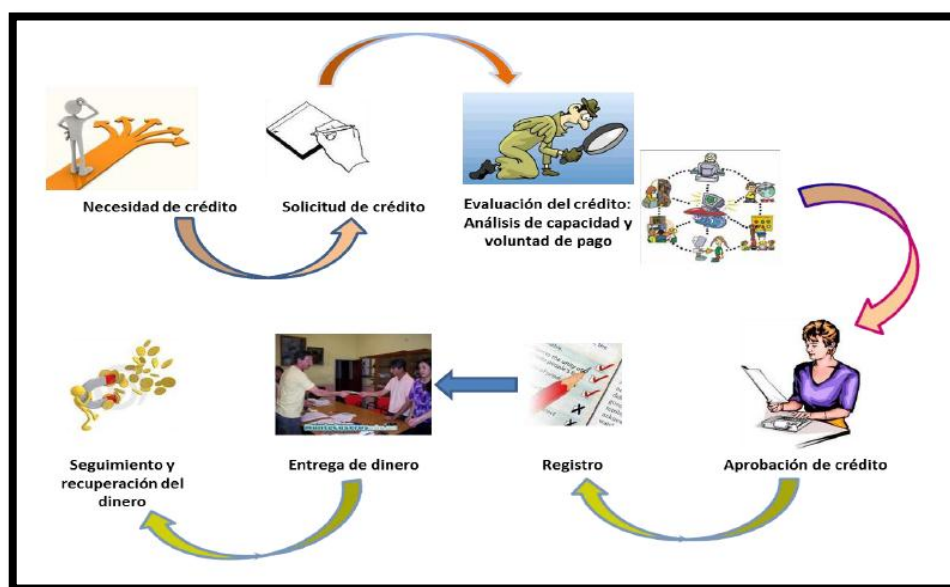 Necesidad de crédito
Solicitud de crédito
Evaluación del crédito:
Análisis de capacidad y
voluntad de pago
Seguimiento y
recuperación del
dinero
Entrega de dinero
Registro
Aprobación de crédito